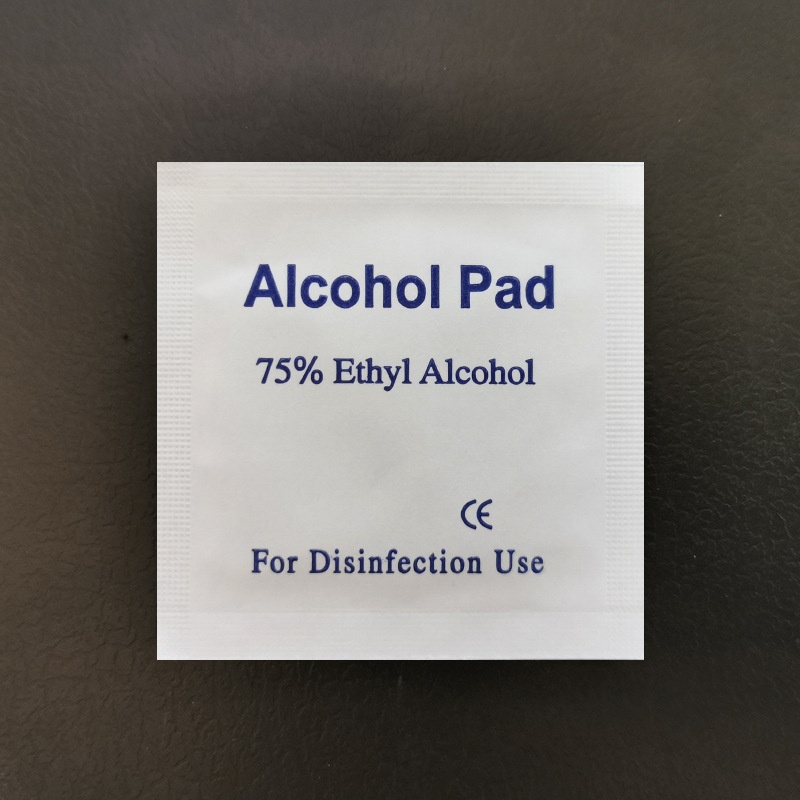 Alcohol Pad
75% Ethyl Alcohol
CE
For Disinfection Use